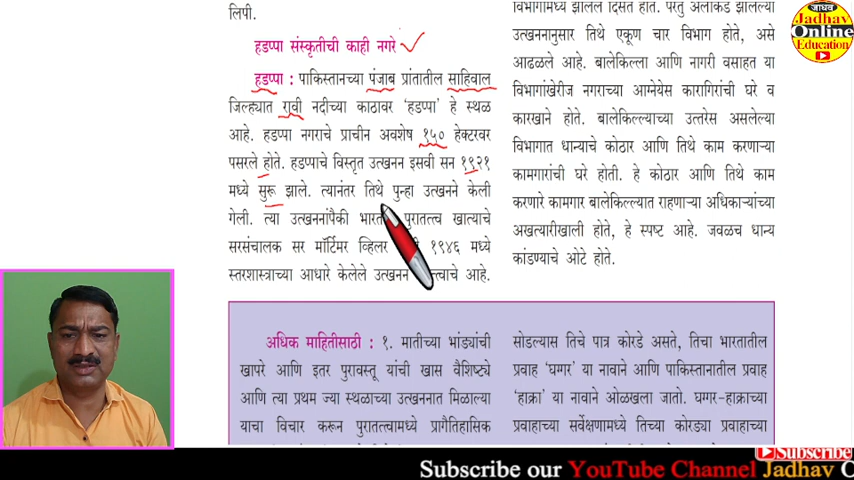 लिपी.
हडप्पा संस्कृतीची काही नगरे
हडप्पा : पाकिस्तानच्या पंजाब प्रांतातील साहिवाल
जिल्ह्यात रावी नदीच्या काठावर ‘हडप्पा’ हे स्थळ
आहे. हडप्पा नगराचे प्राचीन अवशेष १५० हेक्टरवर
पसरले होते. हडप्पाचे विस्तृत उत्खनन इसवी सन १९२१
मध्ये सुरू झाले. त्यानंतर तिथे पुन्हा उत्खनने केली
गेली. त्या उत्खननांपैकी पुरातत्त्व खात्याचे
सरसंचालक सर मॉर्टिमर व्हिलर १९४६ मध्ये
स्तरशास्त्राच्या आधारे केलेले उत्खनन आहे.
विभागांमध्ये झालेले दिसते. परंतु अलीकडे झालेल्या
उत्खननानुसार तिथे एकूण चार विभाग होते, असे
आढळले आहे. बालेकिल्ला आणि नागरी वसाहत या
विभागांखेरीज नगराच्या आग्नेयेस कारागिरांची घरे व
कारखाने होते. बालेकिल्ल्याच्या उत्तरेस असलेल्या
विभागात धान्याचे कोठार आणि तिथे काम करणाऱ्या
कामगारांची घरे होती. हे कोठार आणि तिथे काम
करणारे कामगार बालेकिल्ल्यात राहणाऱ्या अधिकाऱ्यांच्या
अखत्यारीखाली होते, हे स्पष्ट आहे. जवळच धान्य
कांडण्याचे ओटे होते.
अधिक माहितीसाठी : १. मातीच्या भांड्यांची
खापरे आणि इतर पुरावस्तू यांची खास वैशिष्ट्ये
आणि त्या प्रथम ज्या स्थळाच्या उत्खननात मिळाल्या
याचा विचार करून पुरातत्त्वामध्ये प्रागैतिहासिक
सोडल्यास तिचे पात्र कोरडे असते, तिचा भारतातील
प्रवाह ‘घग्गर’ या नावाने आणि पाकिस्तानातील प्रवाह
‘हाक्रा’ या नावाने ओळखला जातो. घग्गर-हाक्राच्या
प्रवाहाच्या सर्वेक्षणामध्ये तिच्या कोरड्या प्रवाहाच्या
जाधव
Jadhav
Online
Education
Subscribe
Subscribe our YouTube Channel Jadhav O